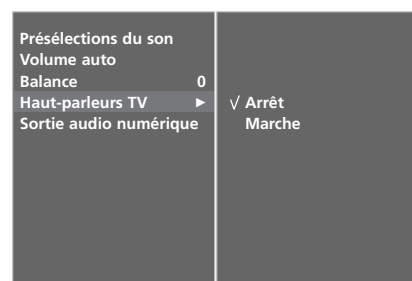 Présélections du son
Volume auto
Balance 0
Haut-parleurs TV ►
Sortie audio numérique
√ Arrêt
Marche